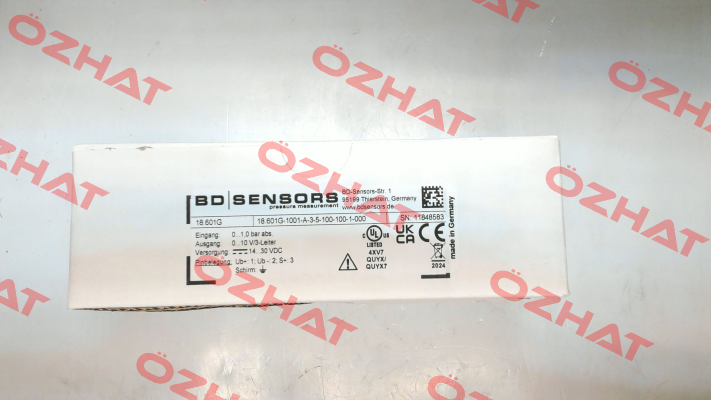 BD|SENSORS
pressure measurement
BD-Sensors-Str. 1
95199 Thierstein, Germany
www.bdsensors.de
18.601G 18.601G-1001-A-3-5-100-100-1-000 SN: 11848583
Eingang: 0...1,0 bar abs.
Ausgang: 0...10 V/3-Leiter
Versorgung: 14...30 VDC
Pinbelegung: Ub+: 1; Ub -: 2; S+: 3
Schirm:
c UL US
LISTED
4XV7
QUYX/
QUYX7
UK
CA
CE
2024
made in Germany
ÖZHAT
ÖZHAT
ÖZHAT
ÖZHAT
ÖZHAT
ÖZHAT
ÖZHAT
ÖZHAT
ÖZHAT